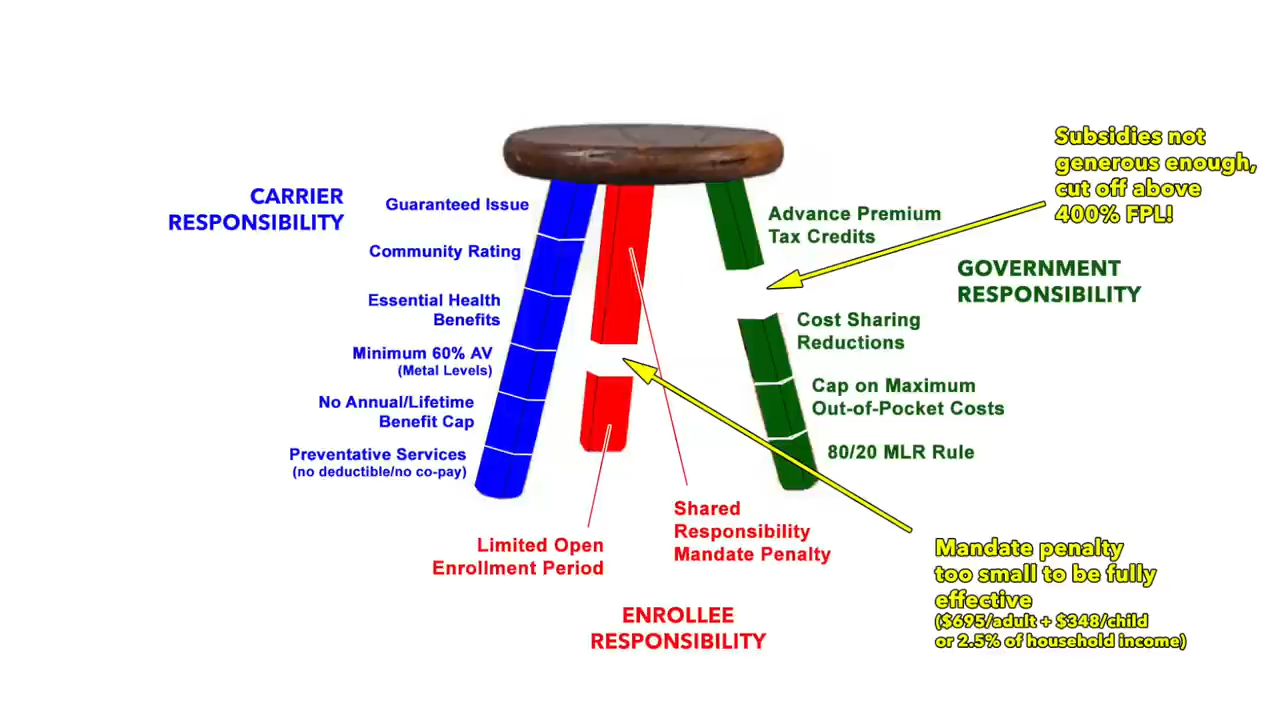 CARRIER
RESPONSIBILITY
Guaranteed Issue
Community Rating
Essential Health
Benefits
Minimum 60% AV
(Metal Levels)
No Annual/Lifetime
Benefit Cap
Preventative Services
(no deductible/no co-pay)
Limited Open
Enrollment Period
Shared
Responsibility
Mandate Penalty
ENROLLEE
RESPONSIBILITY
Advance Premium
Tax Credits
Cost Sharing
Reductions
Cap on Maximum
Out-of-Pocket Costs
80/20 MLR Rule
GOVERNMENT
RESPONSIBILITY
Subsidies not
generous enough,
cut off above
400% FPL!
Mandate penalty
too small to be fully
effective
($695/adult + $348/child
or 2.5% of household income)